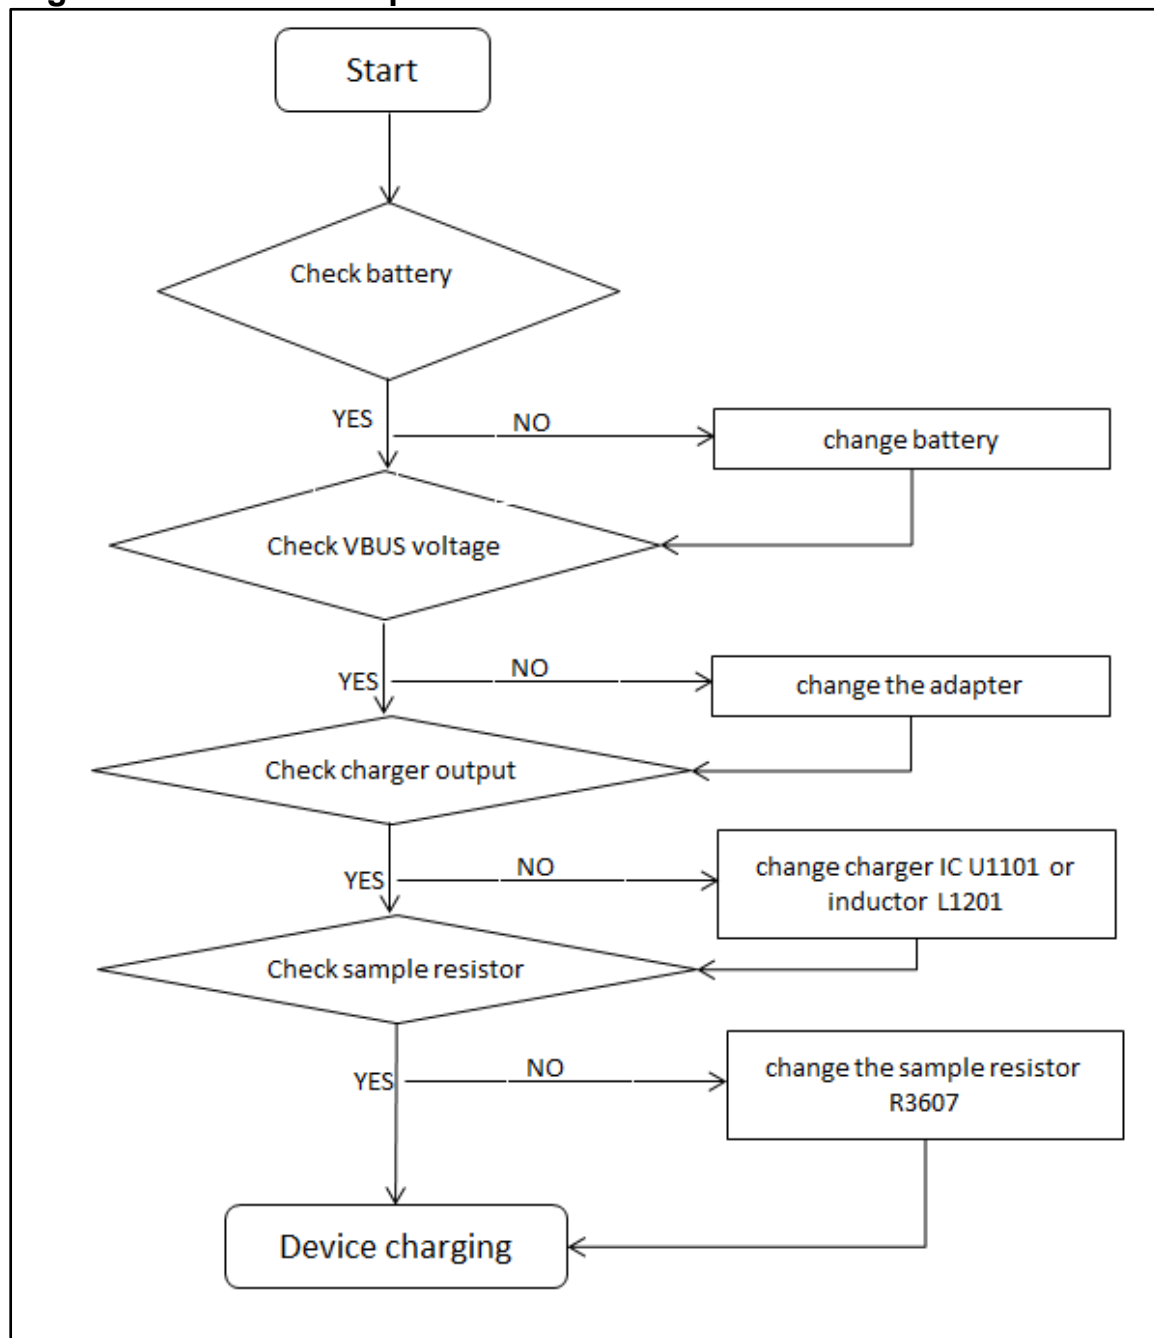 Start
Check battery
YES
NO
change battery
Check VBUS voltage
YES
NO
change the adapter
Check charger output
YES
NO
change charger IC U1101 or
inductor L1201
Check sample resistor
YES
NO
change the sample resistor
R3607
Device charging